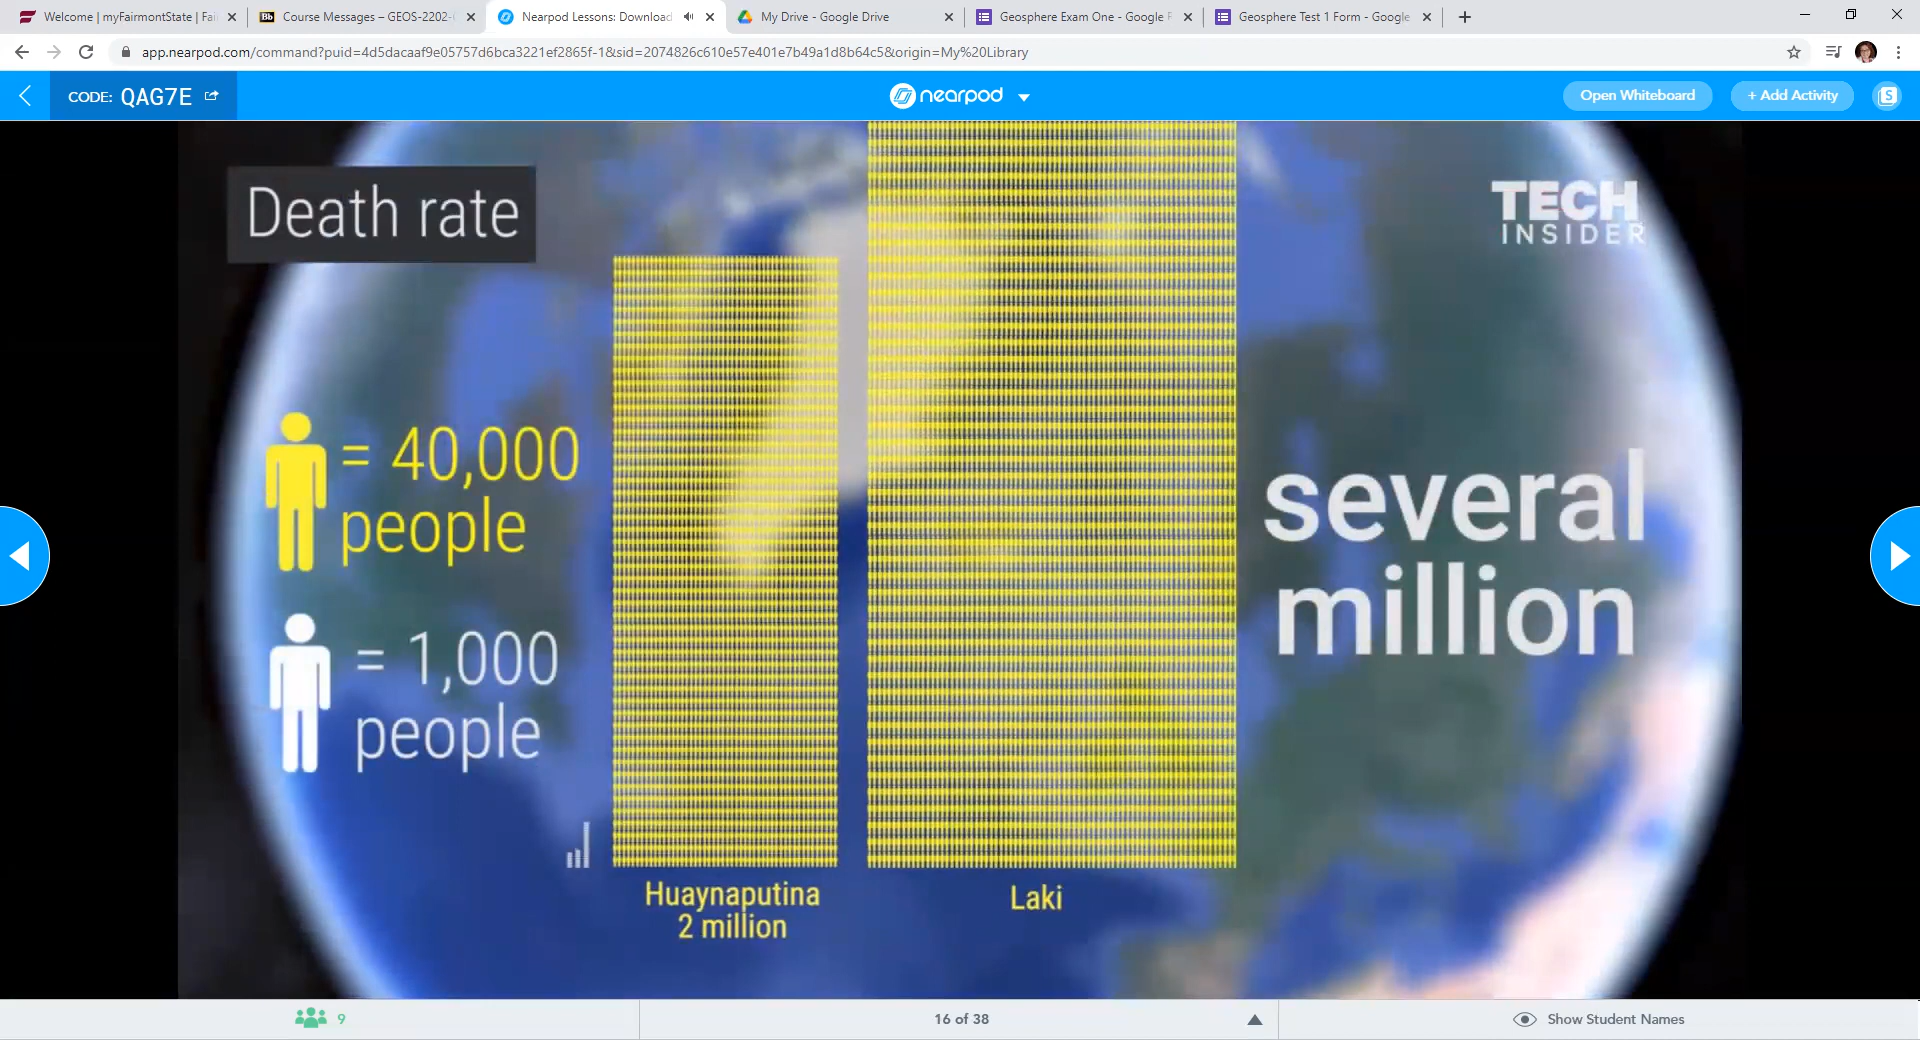 Welcome | myFairmontState | Fai
Course Messages – GEOS-2202-
Nearpod Lessons: Download
My Drive - Google Drive
Geosphere Exam One - Google F
Geosphere Test 1 Form - Google
app.nearpod.com/command?puid=4d5dacaaf9e05757d6bca3221ef2865f-1&sid=2074826c610e57e401e7b49a1d8b64c5&origin=My%20Library
CODE: QAG7E
nearpod
Open Whiteboard
+ Add Activity
S
Death rate
TECH
INSIDER
= 40,000
people
= 1,000
people
several
million
Huaynaputina
2 million
Laki
9
16 of 38
Show Student Names